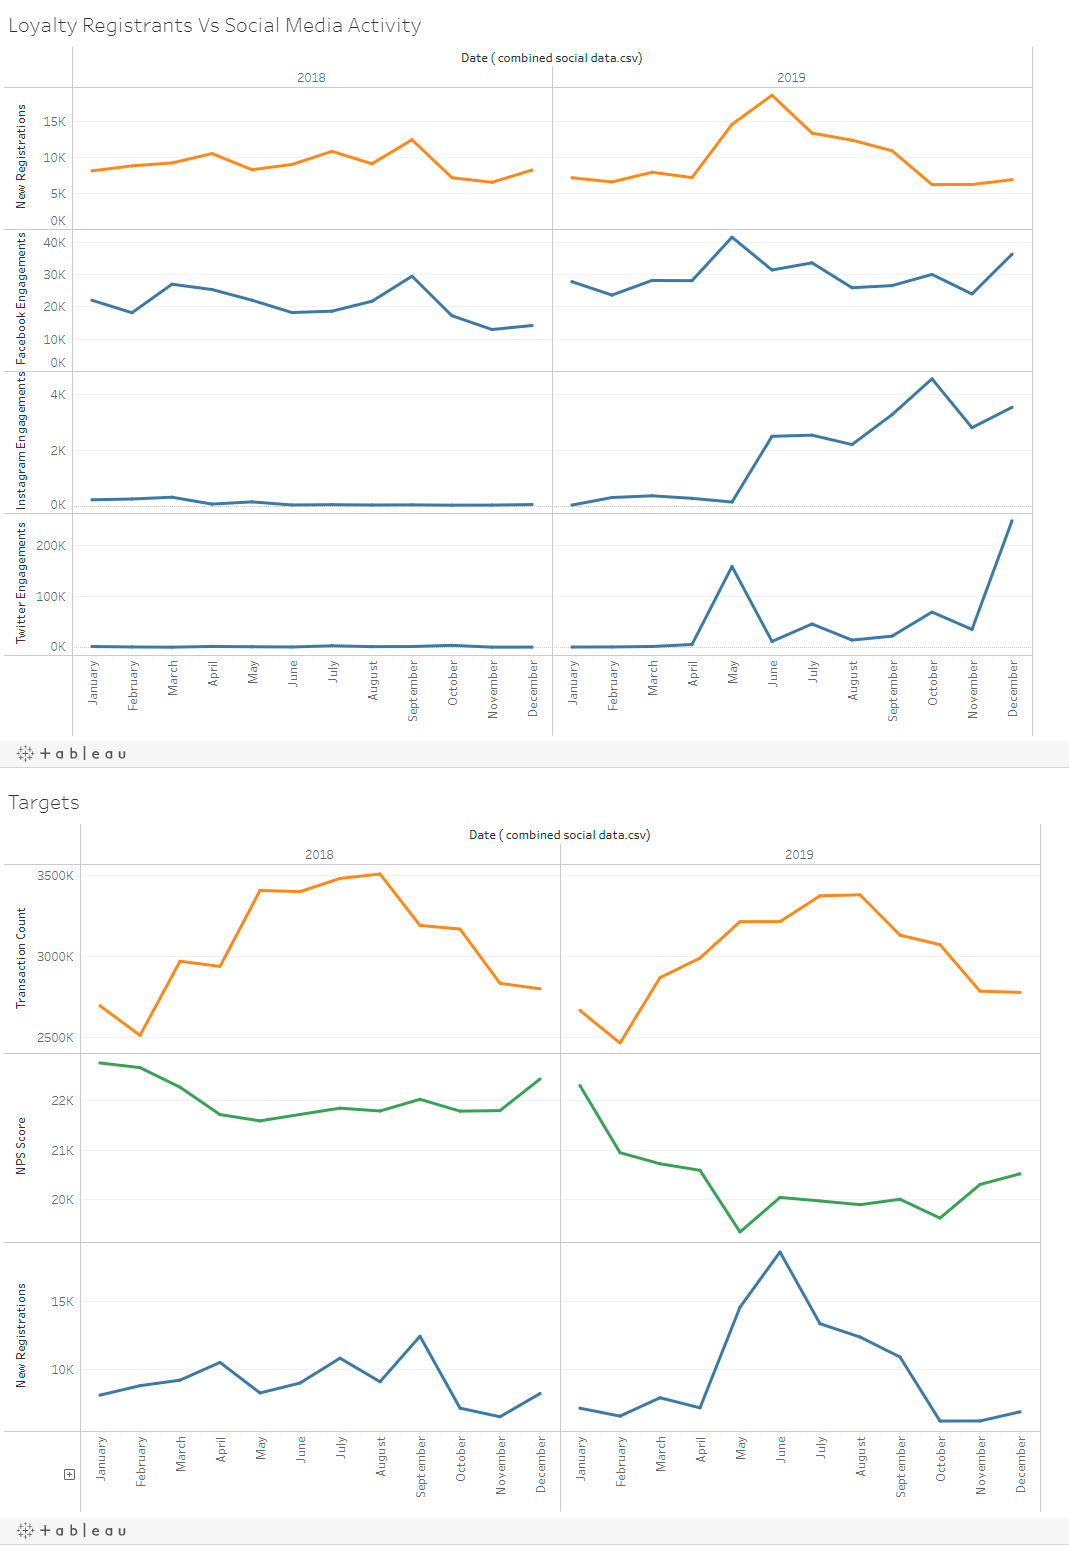 Loyalty Registrants Vs Social Media Activity
Date ( combined social data.csv)
2018 2019
New Registrations
15K
10K
5K
0K
Facebook Engagements
40K
30K
20K
10K
0K
Instagram Engagements
4K
2K
0K
Twitter Engagements
200K
100K
0K
January February March April May June July August September October November December January February March April May June July August September October November December
+ a b | e a u
Targets
Date ( combined social data.csv)
2018 2019
Transaction Count
3500K
3000K
2500K
NPS Score
22K
21K
20K
New Registrations
15K
10K
January February March April May June July August September October November December January February March April May June July August September October November December
+ a b | e a u